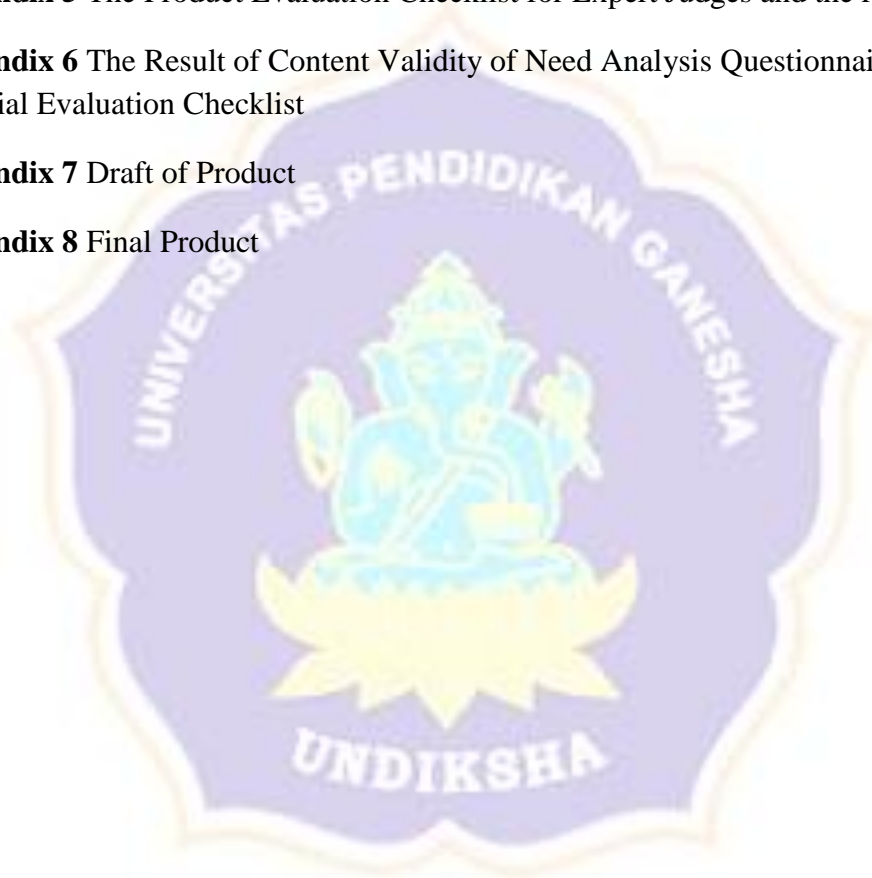 ndix 5 The Product Evaluation Checklist for Expert Judges and the
ndix 6 The Result of Content Validity of Need Analysis Questionnai
ial Evaluation Checklist
ndix 7 Draft of Product
ndix 8 Final Product
UNIVERSITAS PENDIDIKAN GANESHA
UNDIKSHA